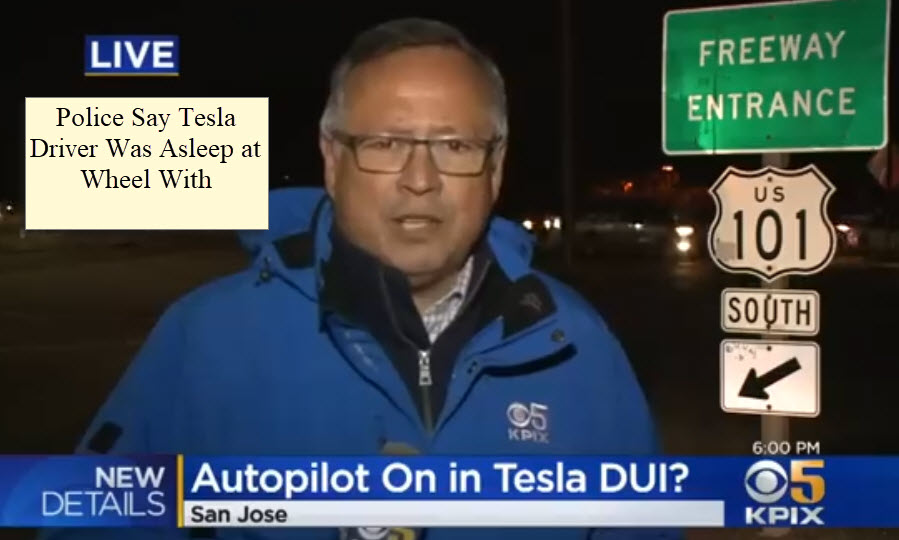 LIVE
Police Say Tesla
Driver Was Asleep at
Wheel With
FREEWAY
ENTRANCE
US
101
SOUTH
5
KPIX
6:00 PM
NEW
DETAILS
Autopilot On in Tesla DUI?
San Jose
5
KPIX